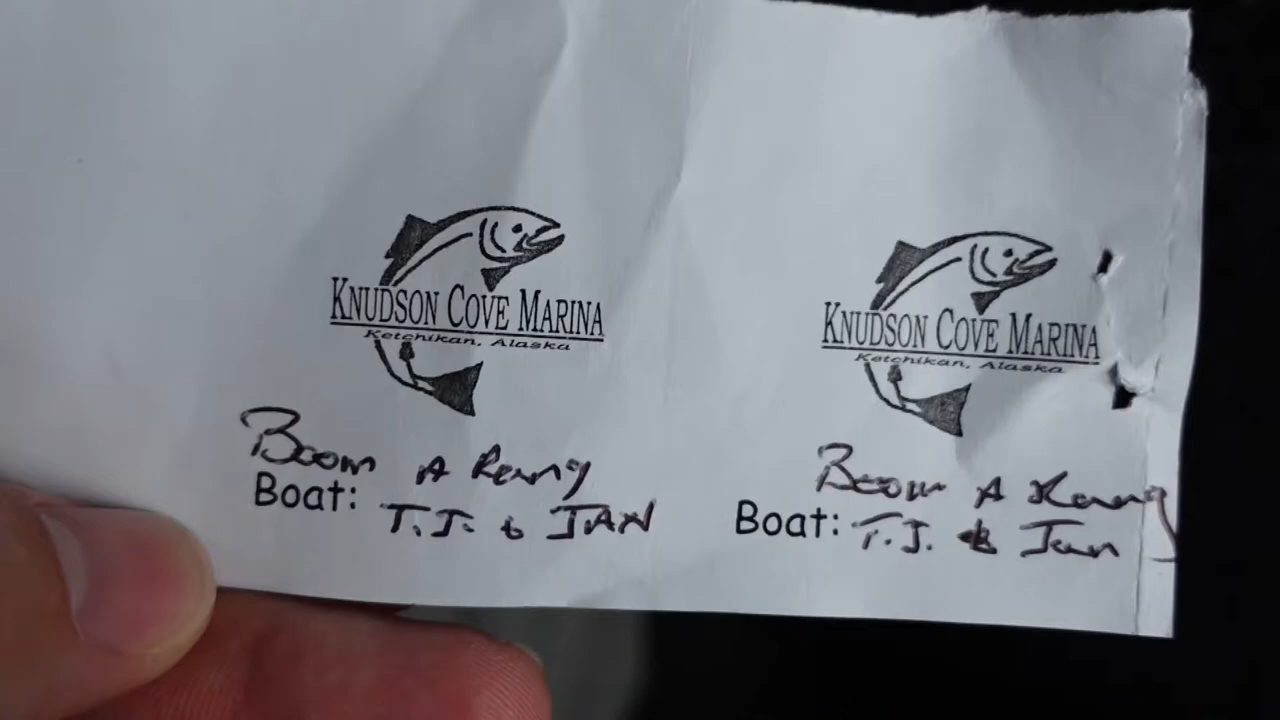 KNUDSON COVE MARINA
Ketchikan, Alaska
Boom A Rang
Boat: T.J. & JAN
KNUDSON COVE MARINA
Ketchikan, Alaska
Boom A Rang
Boat: T.J. & Jan